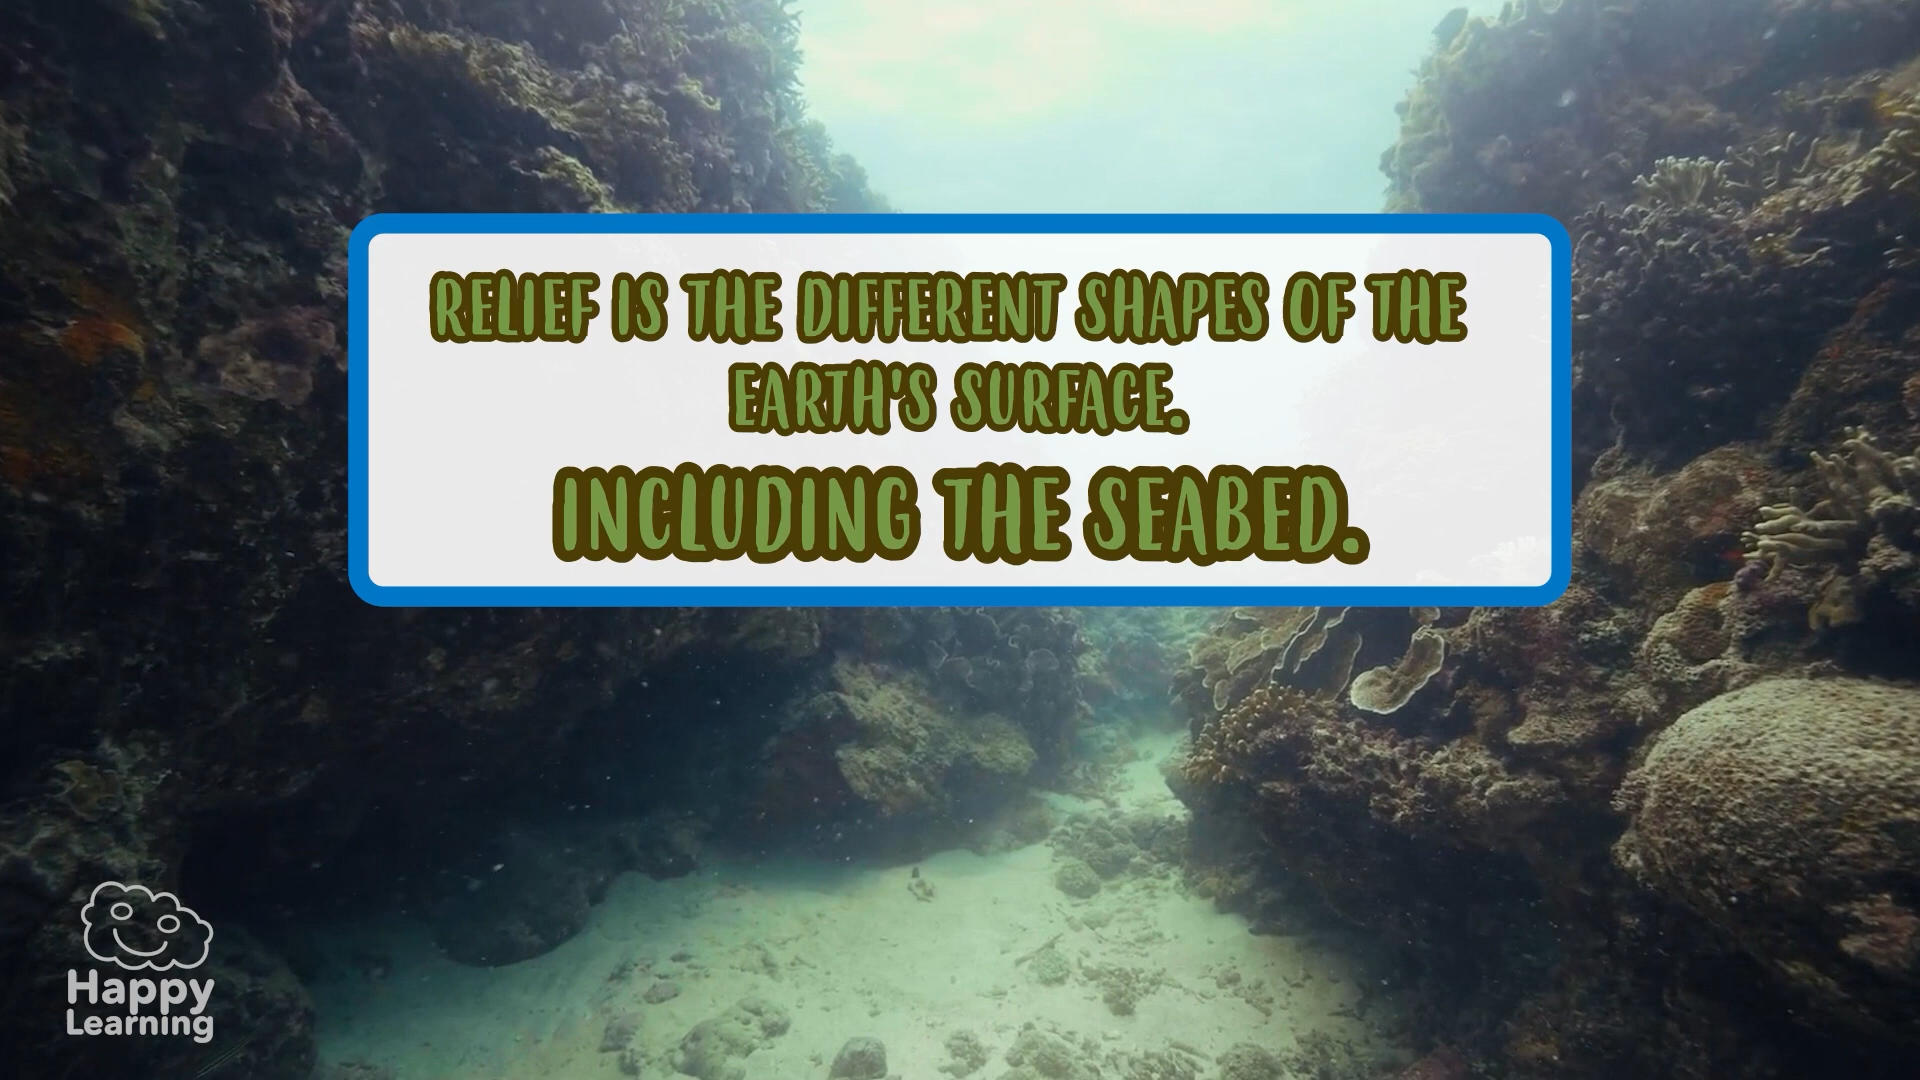 RELIEF IS THE DIFFERENT SHAPES OF THE
EARTH'S SURFACE.
INCLUDING THE SEABED.
Happy
Learning